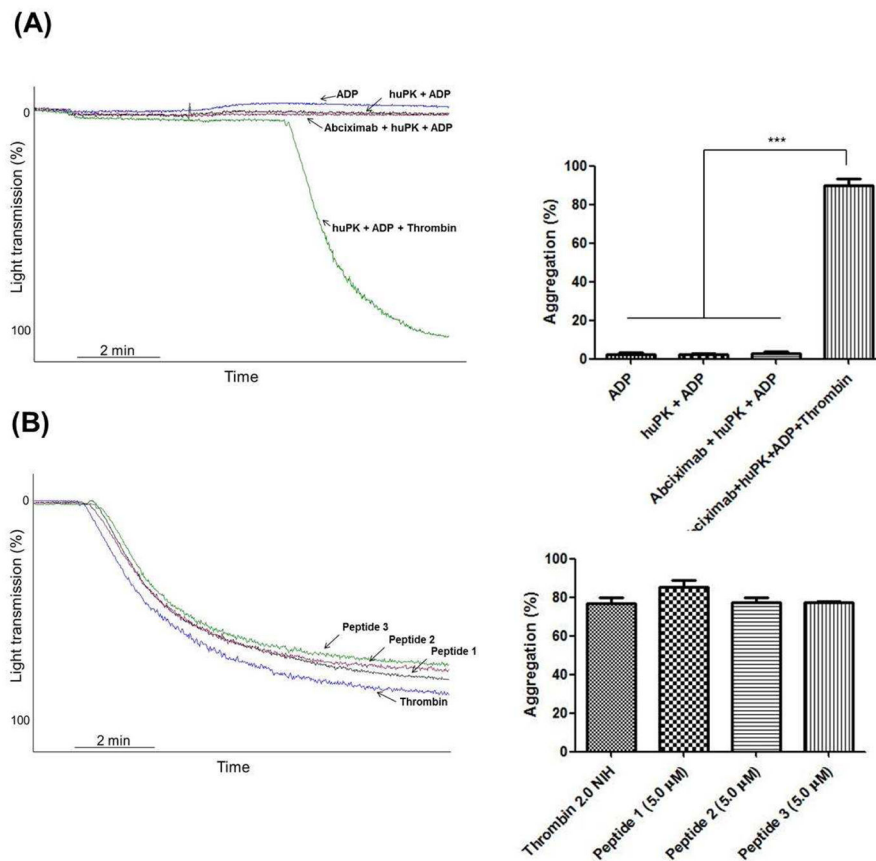 (A)
0
100
Light transmission (%)
ADP
huPK + ADP
Abciximab + huPK + ADP
huPK + ADP + Thrombin
2 min
Time
Aggregation (%)
100
80
60
40
20
0
***
ADP
huPK + ADP
Abciximab + huPK + ADP
ciximab+huPK+ADP+Thrombin
(B)
0
100
Light transmission (%)
Peptide 3
Peptide 2
Peptide 1
Thrombin
2 min
Time
Aggregation (%)
100
80
60
40
20
0
Thrombin 2.0 NIH
Peptide 1 (5.0 µM)
Peptide 2 (5.0 µM)
Peptide 3 (5.0 µM)